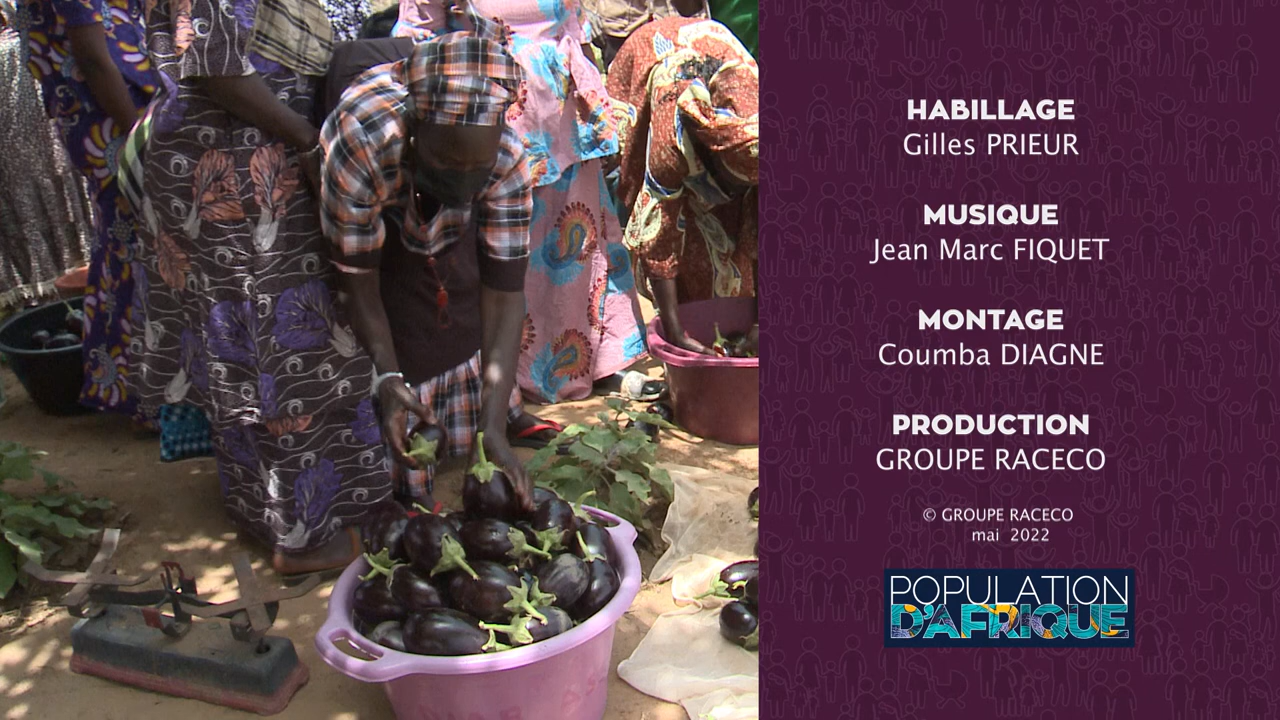 HABILLAGE
Gilles PRIEUR
MUSIQUE
Jean Marc FIQUET
MONTAGE
Coumba DIAGNE
PRODUCTION
GROUPE RACECO
© GROUPE RACECO
mai 2022
POPULATION
D'AFRIQUE